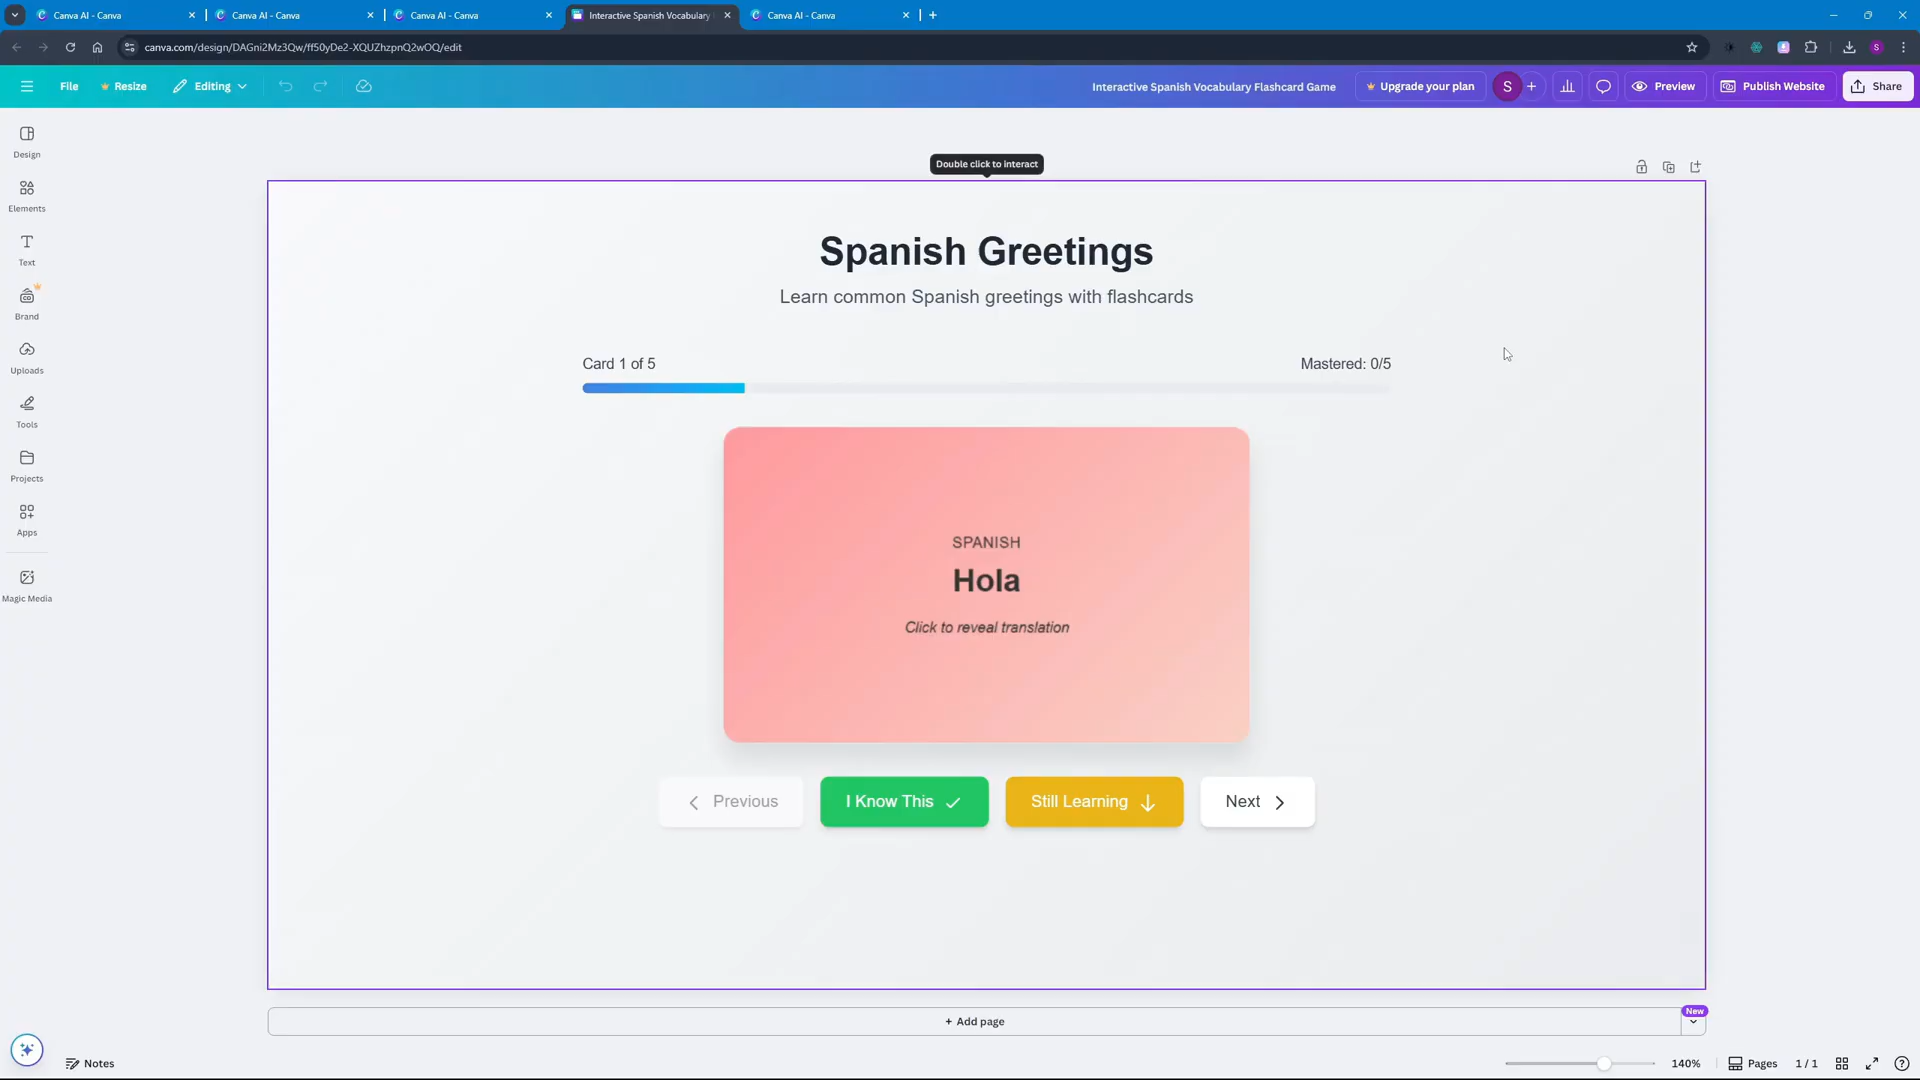 Canva AI - Canva
Canva AI - Canva
Canva AI - Canva
Interactive Spanish Vocabulary
Canva AI - Canva
canva.com/design/DAGni2Mz3Qw/ff50yDe2-XQUZhzpnQ2wOQ/edit
S
File
Resize
Editing
Interactive Spanish Vocabulary Flashcard Game
Upgrade your plan
S
Preview
Publish Website
Share
Design
Elements
Text
Brand
Uploads
Tools
Projects
Apps
Magic Media
Double click to interact
Spanish Greetings
Learn common Spanish greetings with flashcards
Card 1 of 5
Mastered: 0/5
SPANISH
Hola
Click to reveal translation
Previous
I Know This
Still Learning
Next
New
+ Add page
Notes
140%
Pages
1 / 1